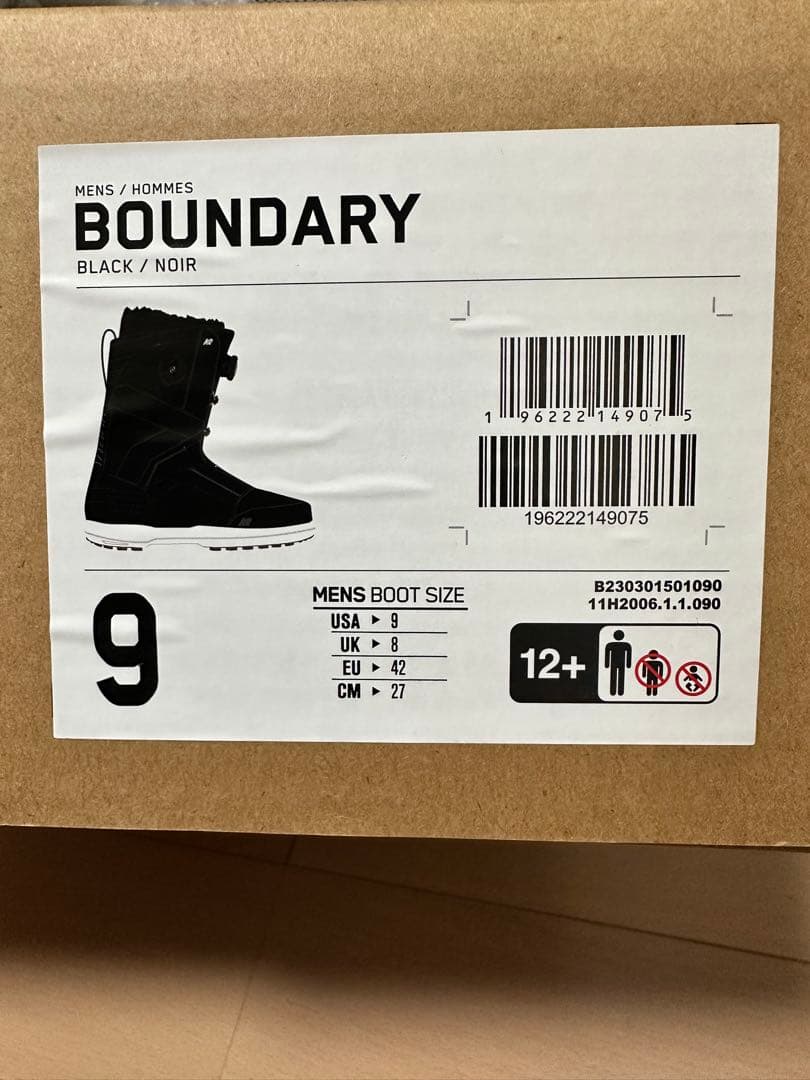 MENS / HOMMES
BOUNDARY
BLACK / NOIR
1 96222 14907 5
196222149075
9
MENS BOOT SIZE
USA ▶ 9
UK ▶ 8
EU ▶ 42
CM ▶ 27
B230301501090
11H2006.1.1.090
12+